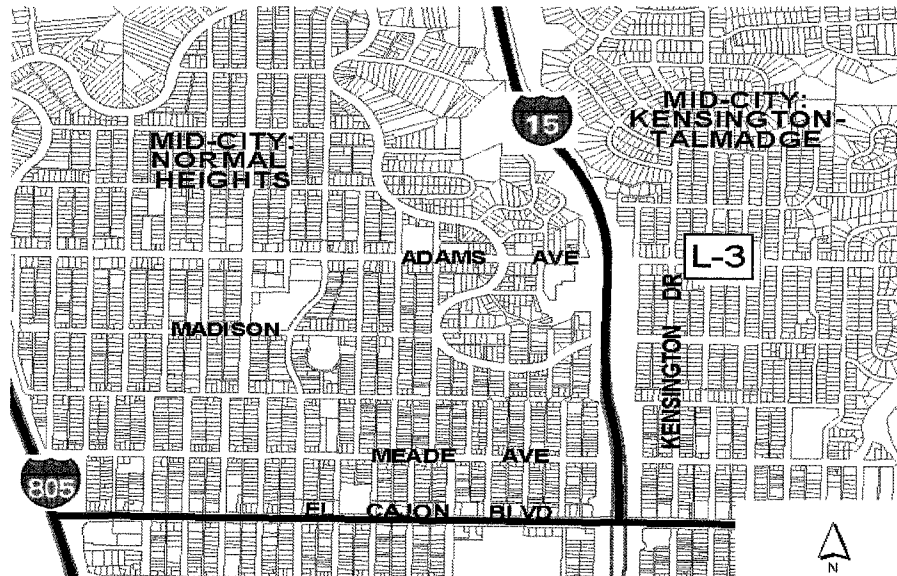 MID-CITY:
NORMAL
HEIGHTS
15
MID-CITY:
KENSINGTON-
TALMADGE
ADAMS AVE
L-3
KENSINGTON DR
MADISON
MEADE AVE
805
EL CAJON BLVD
N